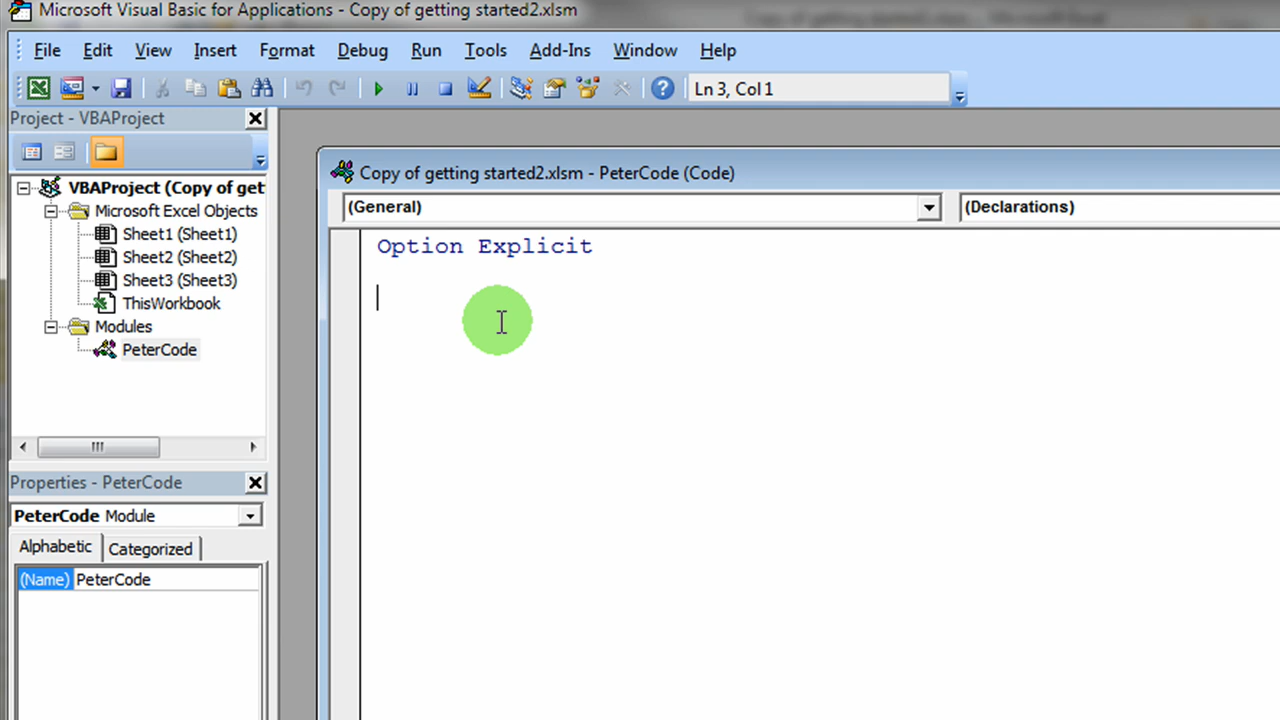 Microsoft Visual Basic for Applications - Copy of getting started2.xlsm
File Edit View Insert Format Debug Run Tools Add-Ins Window Help
Ln 3, Col 1
Project - VBAProject
VBAProject (Copy of get
Microsoft Excel Objects
Sheet1 (Sheet1)
Sheet2 (Sheet2)
Sheet3 (Sheet3)
ThisWorkbook
Modules
PeterCode
Properties - PeterCode
PeterCode Module
Alphabetic Categorized
(Name) PeterCode
Copy of getting started2.xlsm - PeterCode (Code)
(General) (Declarations)
Option Explicit